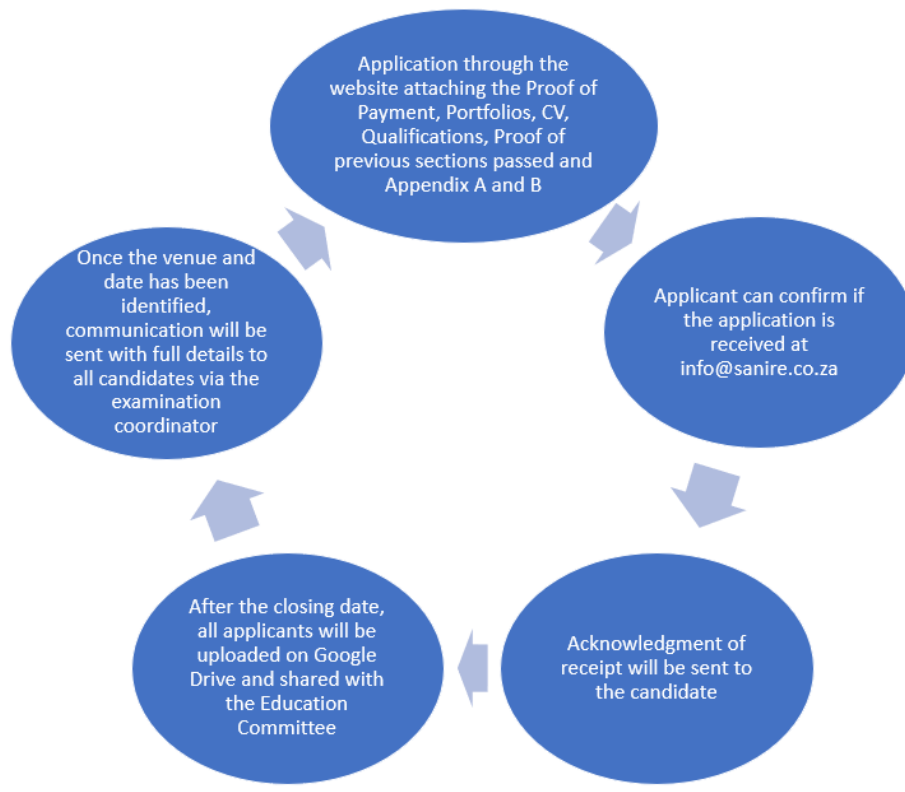 Application through the
website attaching the Proof of
Payment, Portfolios, CV,
Qualifications, Proof of
previous sections passed and
Appendix A and B
Applicant can confirm if
the application is
received at
info@sanire.co.za
Acknowledgment of
receipt will be sent to
the candidate
After the closing date,
all applicants will be
uploaded on Google
Drive and shared with
the Education
Committee
Once the venue and
date has been
identified,
communication will be
sent with full details to
all candidates via the
examination
coordinator